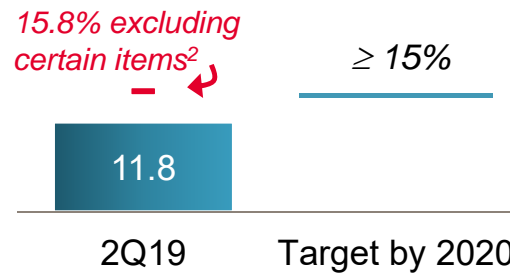 15.8% excluding
certain items²
≥ 15%
11.8
2Q19
Target by 2020